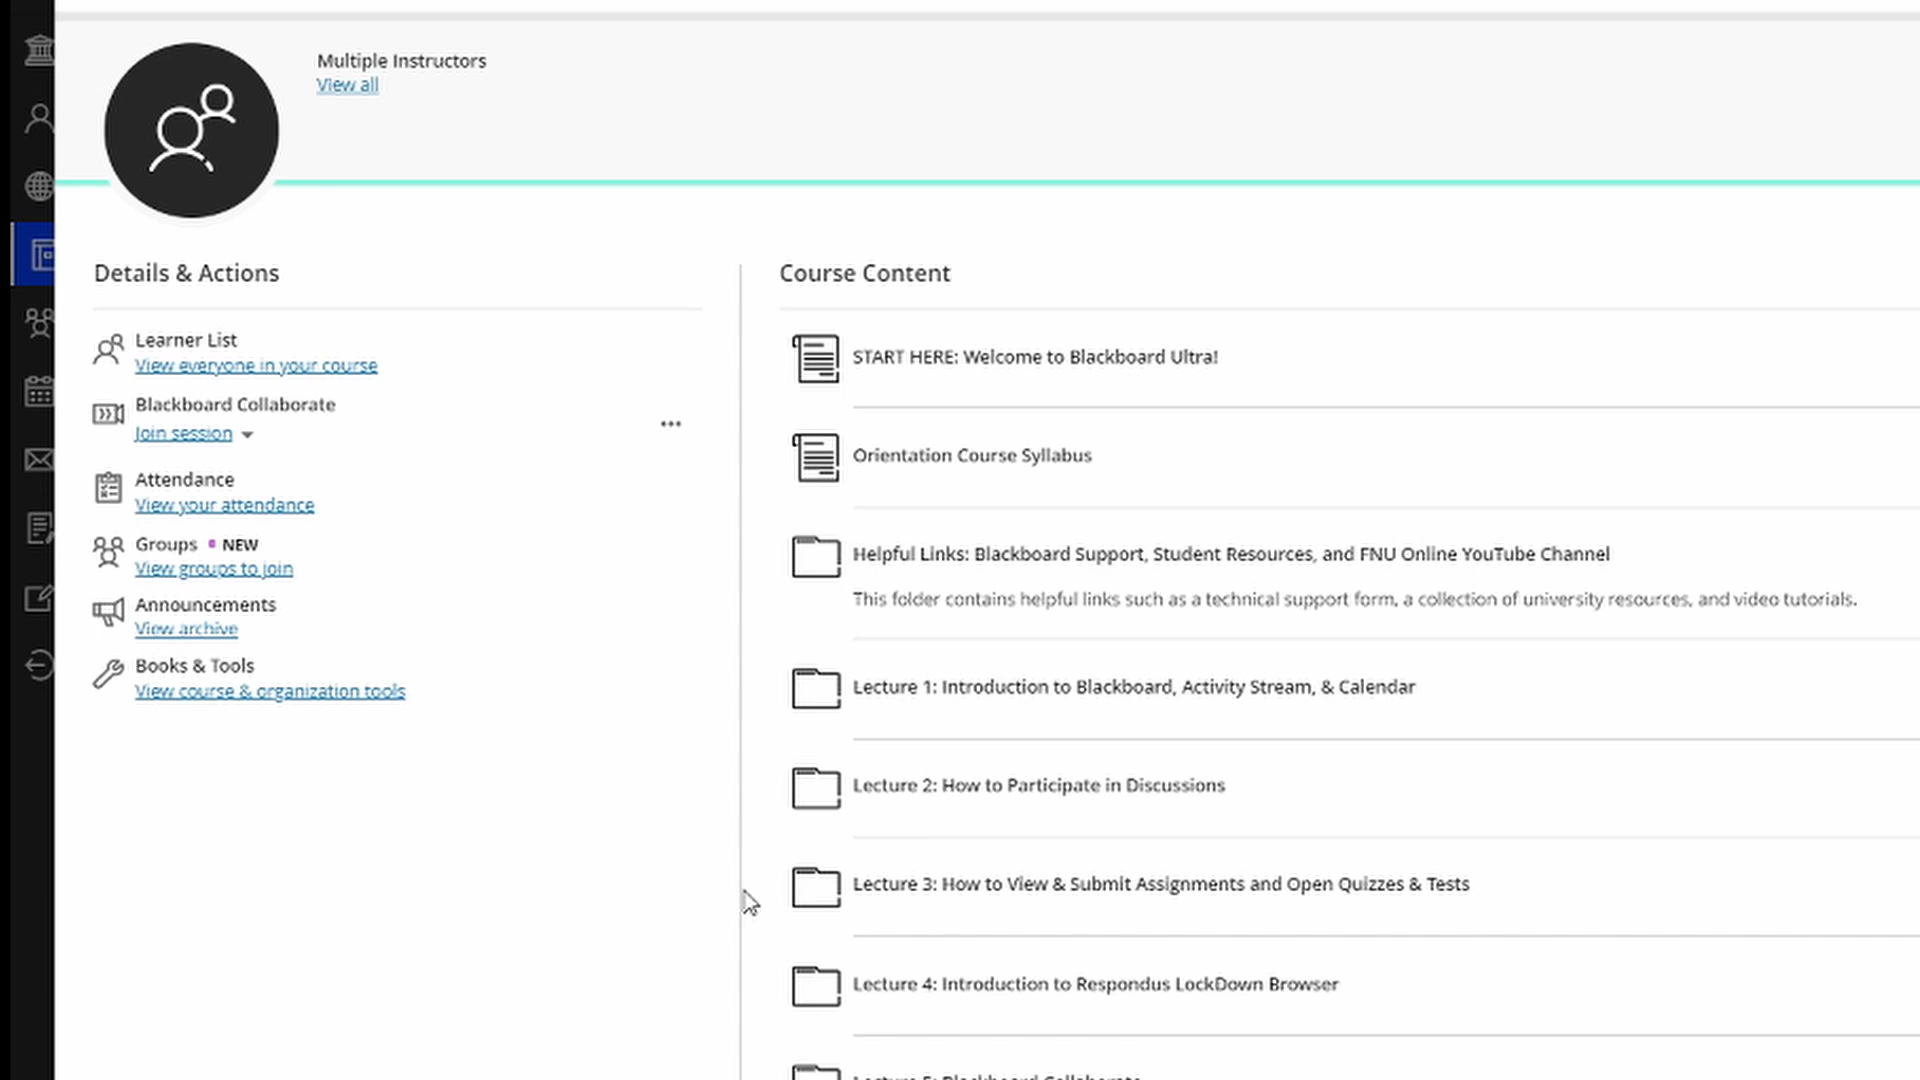 Multiple Instructors
View all
Details & Actions
Learner List
View everyone in your course
Blackboard Collaborate
Join session
Attendance
View your attendance
Groups NEW
View groups to join
Announcements
View archive
Books & Tools
View course & organization tools
Course Content
START HERE: Welcome to Blackboard Ultra!
Orientation Course Syllabus
Helpful Links: Blackboard Support, Student Resources, and FNU Online YouTube Channel
This folder contains helpful links such as a technical support form, a collection of university resources, and video tutorials.
Lecture 1: Introduction to Blackboard, Activity Stream, & Calendar
Lecture 2: How to Participate in Discussions
Lecture 3: How to View & Submit Assignments and Open Quizzes & Tests
Lecture 4: Introduction to Respondus LockDown Browser
Lecture 5: Blackboard Collaborate